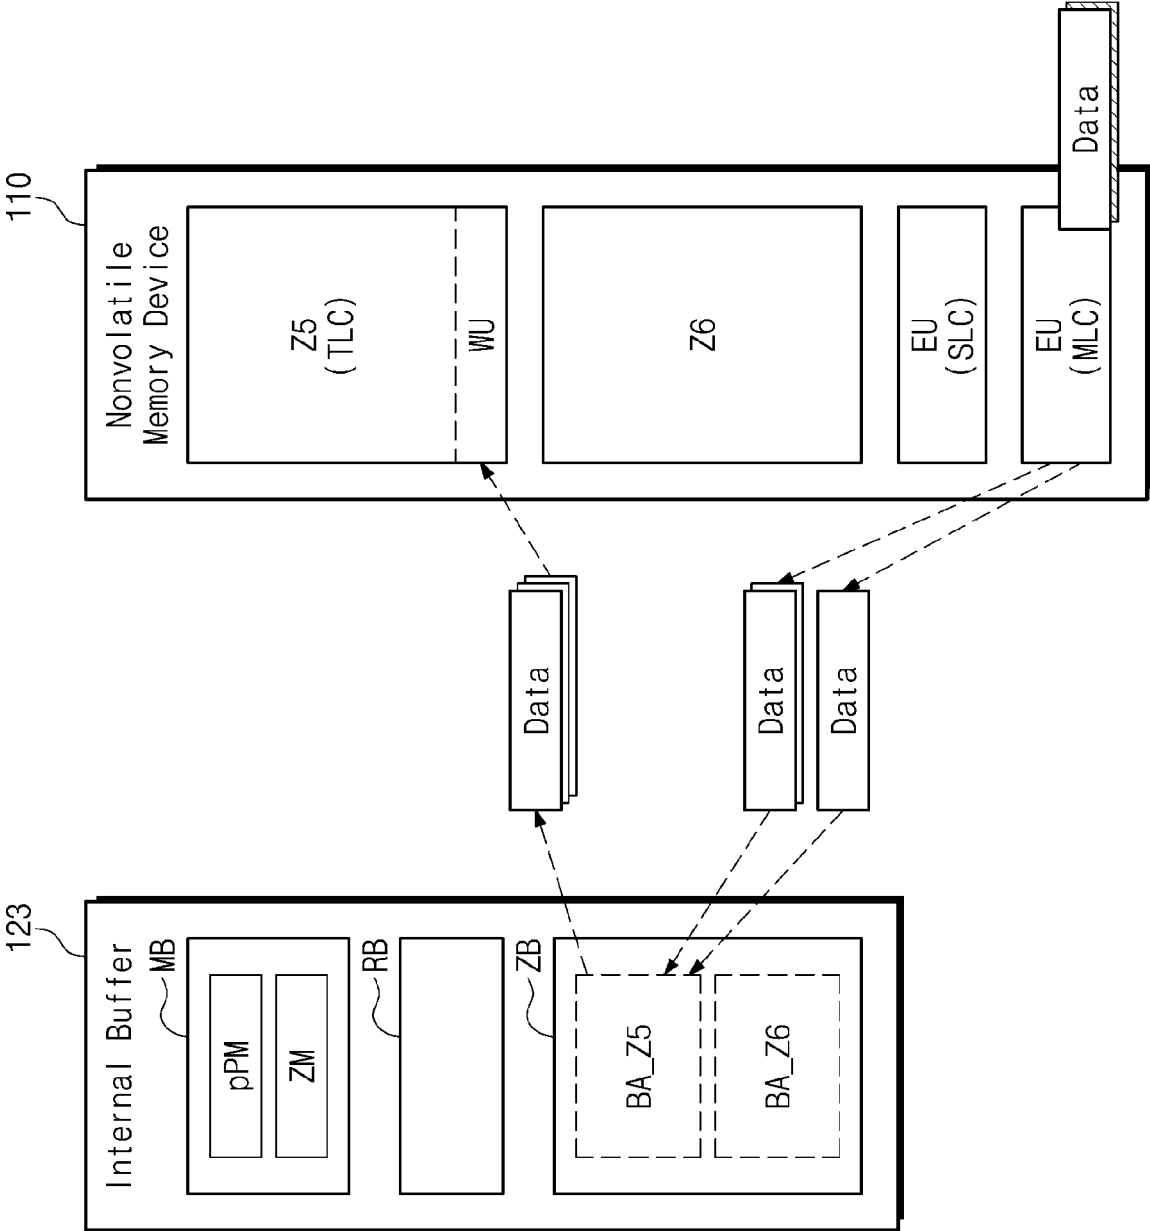 123
Internal Buffer
MB
pPM
ZM
RB
ZB
BA_Z5
BA_Z6
Data
Data
Data
110
Nonvolatile
Memory Device
Z5
(TLC)
WU
Z6
EU
(SLC)
EU
(MLC)
Data